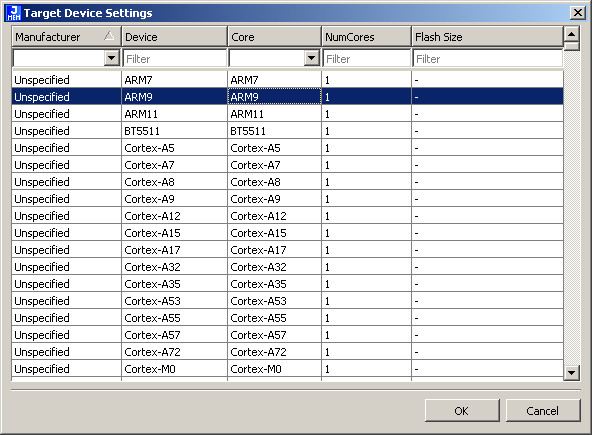 J MEM Target Device Settings
Manufacturer Device Core NumCores Flash Size
Filter Filter Filter
Unspecified ARM7 ARM7 1 -
Unspecified ARM9 ARM9 1 -
Unspecified ARM11 ARM11 1 -
Unspecified BT5511 BT5511 1 -
Unspecified Cortex-A5 Cortex-A5 1 -
Unspecified Cortex-A7 Cortex-A7 1 -
Unspecified Cortex-A8 Cortex-A8 1 -
Unspecified Cortex-A9 Cortex-A9 1 -
Unspecified Cortex-A12 Cortex-A12 1 -
Unspecified Cortex-A15 Cortex-A15 1 -
Unspecified Cortex-A17 Cortex-A17 1 -
Unspecified Cortex-A32 Cortex-A32 1 -
Unspecified Cortex-A35 Cortex-A35 1 -
Unspecified Cortex-A53 Cortex-A53 1 -
Unspecified Cortex-A55 Cortex-A55 1 -
Unspecified Cortex-A57 Cortex-A57 1 -
Unspecified Cortex-A72 Cortex-A72 1 -
Unspecified Cortex-M0 Cortex-M0 1 -
OK Cancel